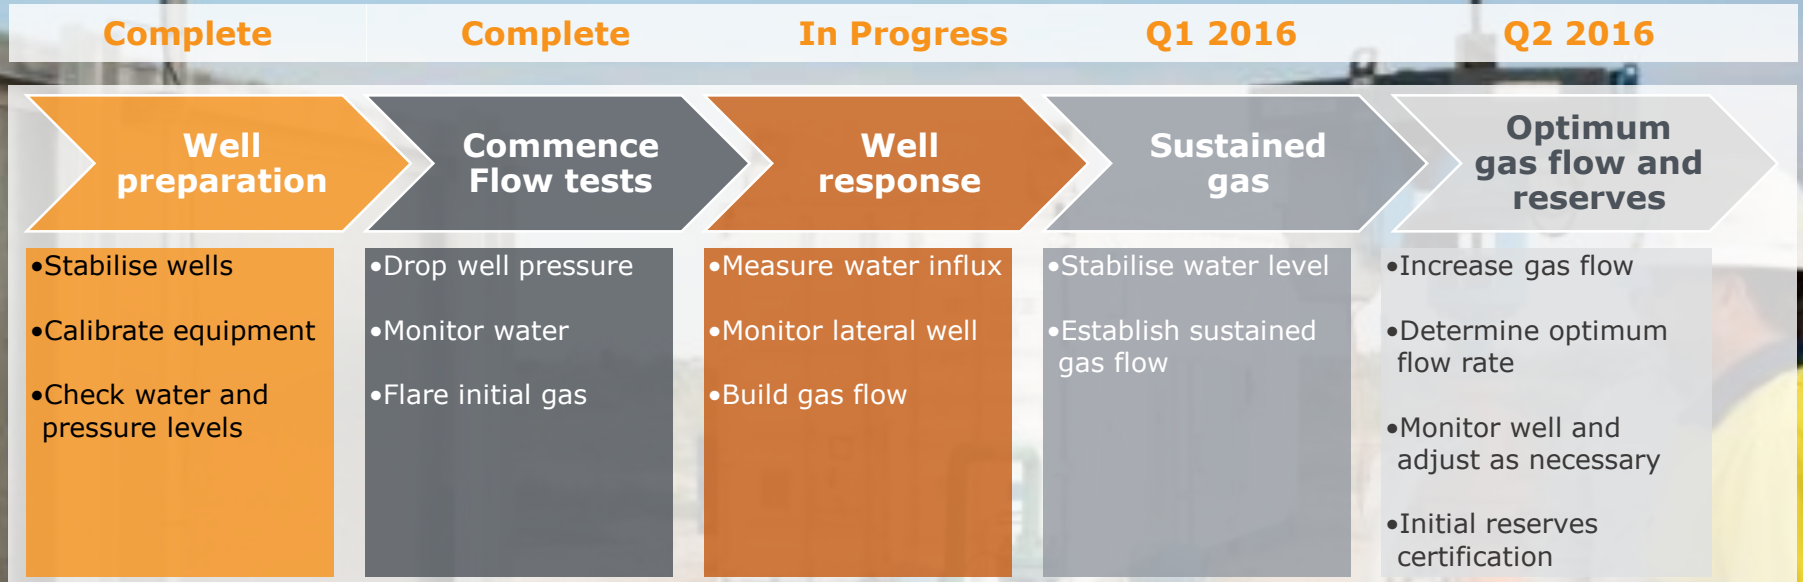 Complete
Complete
In Progress
Q1 2016
Q2 2016
Well
preparation
Commence
Flow tests
Well
response
Sustained
gas
Optimum
gas flow and
reserves
•Stabilise wells
•Calibrate equipment
•Check water and
pressure levels
•Drop well pressure
•Monitor water
•Flare initial gas
•Measure water influx
•Monitor lateral well
•Build gas flow
•Stabilise water level
•Establish sustained
gas flow
•Increase gas flow
•Determine optimum
flow rate
•Monitor well and
adjust as necessary
•Initial reserves
certification